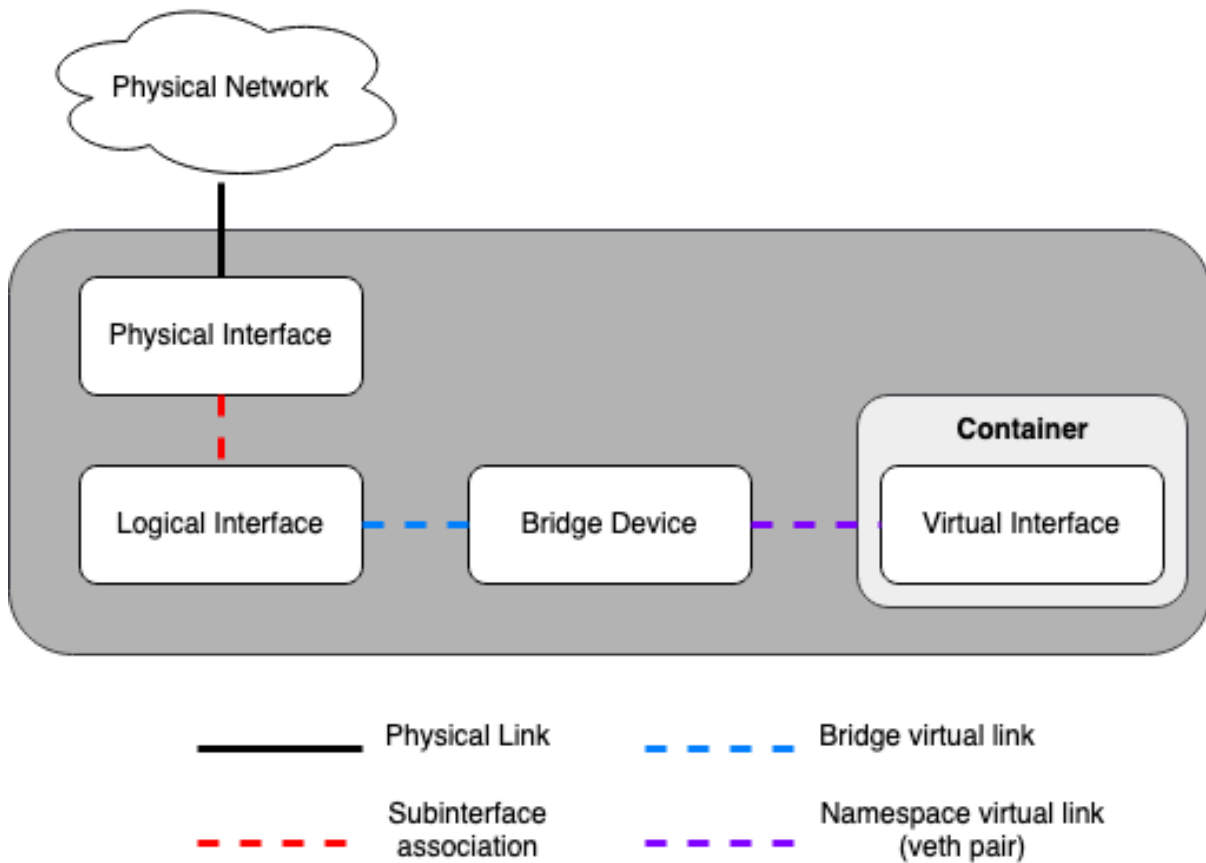 Physical Network
Physical Interface
Container
Logical Interface
Bridge Device
Virtual Interface
Physical Link
Bridge virtual link
Subinterface
association
Namespace virtual link
(veth pair)